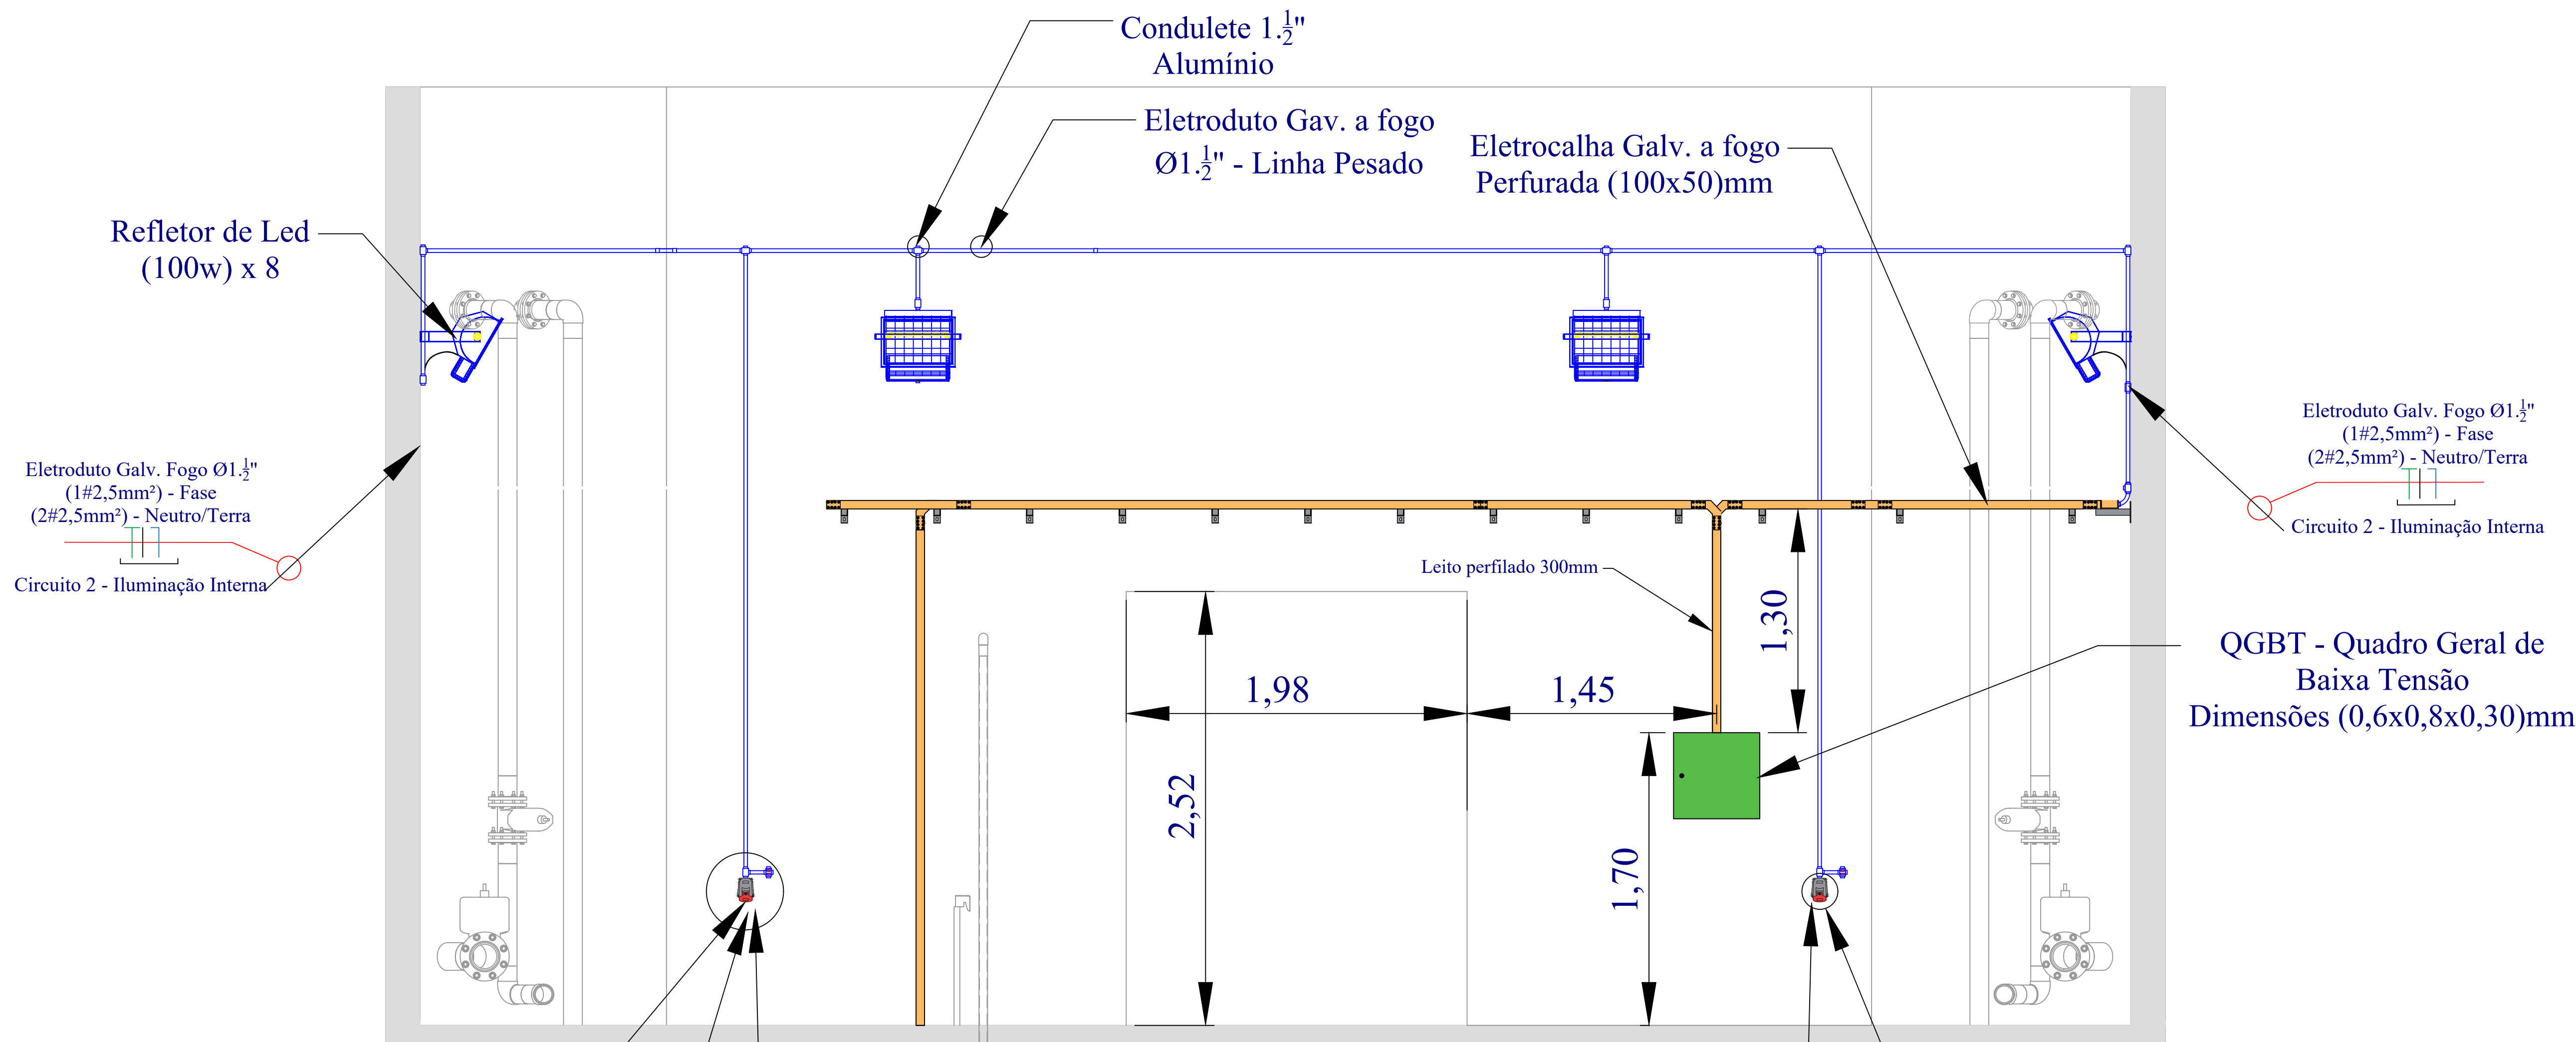 Condulete 1.½"
Alumínio
Eletroduto Gav. a fogo
Ø1.½" - Linha Pesado
Eletrocalha Galv. a fogo
Perfurada (100x50)mm
Refletor de Led
(100w) x 8
Eletroduto Galv. Fogo Ø1.½"
(1#2,5mm²) - Fase
(2#2,5mm²) - Neutro/Terra
Circuito 2 - Iluminação Interna
Eletroduto Galv. Fogo Ø1.½"
(1#2,5mm²) - Fase
(2#2,5mm²) - Neutro/Terra
Circuito 2 - Iluminação Interna
Leito perfilado 300mm
1,30
QGBT - Quadro Geral de
Baixa Tensão
Dimensões (0,6x0,8x0,30)mm
1,98
1,45
2,52
1,70